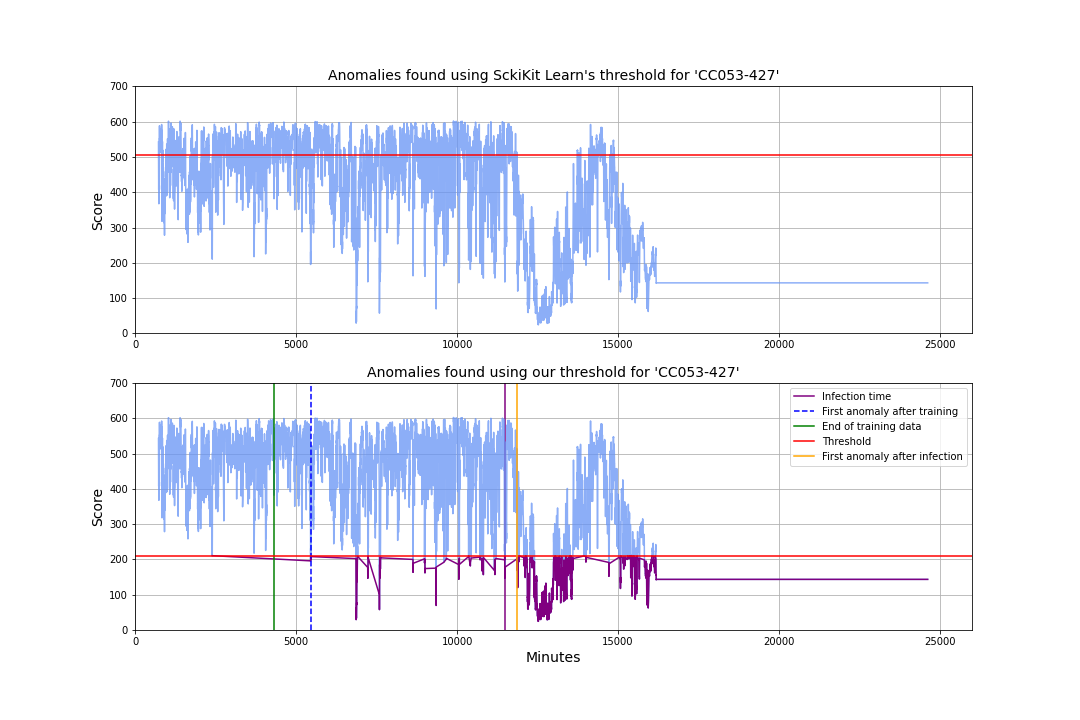 Anomalies found using SckiKit Learn's threshold for 'CC053-427'
700
600
500
400
300
200
100
0
Score
0 5000 10000 15000 20000 25000
Anomalies found using our threshold for 'CC053-427'
700
600
500
400
300
200
100
0
Score
Infection time
First anomaly after training
End of training data
Threshold
First anomaly after infection
0 5000 10000 15000 20000 25000
Minutes